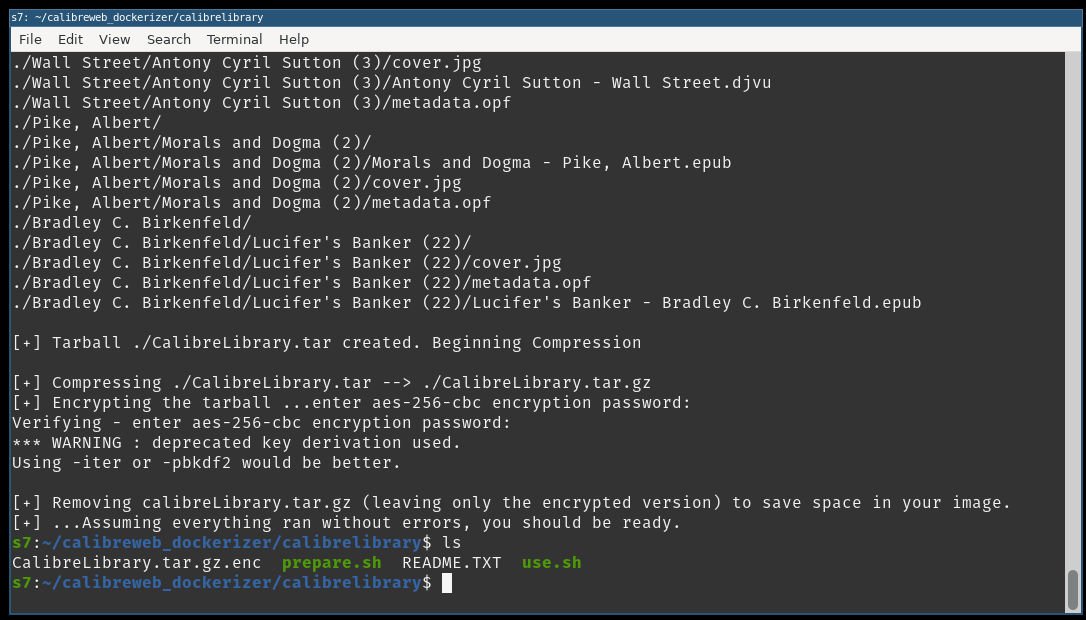 s7: ~/calibreweb_dockerizer/calibrelibrary
File Edit View Search Terminal Help
./Wall Street/Antony Cyril Sutton (3)/cover.jpg
./Wall Street/Antony Cyril Sutton (3)/Antony Cyril Sutton - Wall Street.djvu
./Wall Street/Antony Cyril Sutton (3)/metadata.opf
./Pike, Albert/
./Pike, Albert/Morals and Dogma (2)/
./Pike, Albert/Morals and Dogma (2)/Morals and Dogma - Pike, Albert.epub
./Pike, Albert/Morals and Dogma (2)/cover.jpg
./Pike, Albert/Morals and Dogma (2)/metadata.opf
./Bradley C. Birkenfeld/
./Bradley C. Birkenfeld/Lucifer's Banker (22)/
./Bradley C. Birkenfeld/Lucifer's Banker (22)/cover.jpg
./Bradley C. Birkenfeld/Lucifer's Banker (22)/metadata.opf
./Bradley C. Birkenfeld/Lucifer's Banker (22)/Lucifer's Banker - Bradley C. Birkenfeld.epub
[+] Tarball ./CalibreLibrary.tar created. Beginning Compression
[+] Compressing ./CalibreLibrary.tar --> ./CalibreLibrary.tar.gz
[+] Encrypting the tarball ...enter aes-256-cbc encryption password:
Verifying - enter aes-256-cbc encryption password:
*** WARNING : deprecated key derivation used.
Using -iter or -pbkdf2 would be better.
[+] Removing calibreLibrary.tar.gz (leaving only the encrypted version) to save space in your image.
[+] ...Assuming everything ran without errors, you should be ready.
s7:~/calibreweb_dockerizer/calibrelibrary$ ls
CalibreLibrary.tar.gz.enc prepare.sh README.TXT use.sh
s7:~/calibreweb_dockerizer/calibrelibrary$